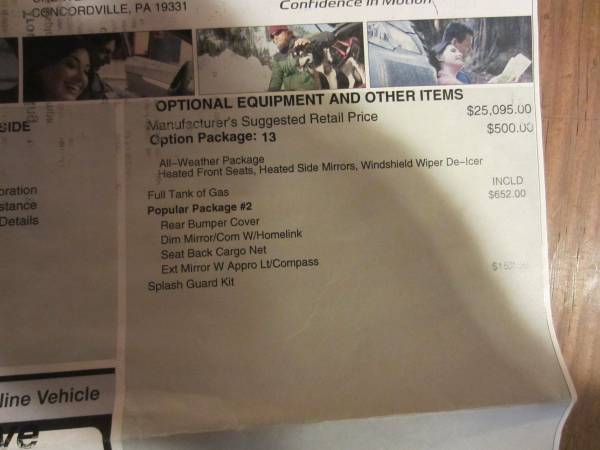 CONCORDVILLE, PA 19331
Confidence in Motion
OPTIONAL EQUIPMENT AND OTHER ITEMS
SIDE
Manufacturer's Suggested Retail Price $25,095.00
Option Package: 13 $500.00
All-Weather Package
Heated Front Seats, Heated Side Mirrors, Windshield Wiper De-Icer
oration
Full Tank of Gas INCLD
stance
Popular Package #2 $652.00
Details
Rear Bumper Cover
Dim Mirror/Com W/Homelink
Seat Back Cargo Net
Ext Mirror W Appro Lt/Compass
Splash Guard Kit
line Vehicle